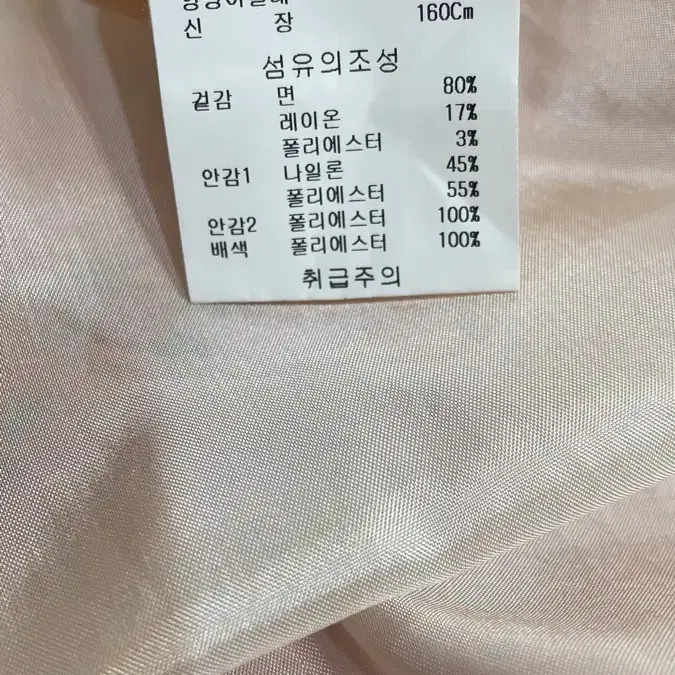 신 장 160Cm
섬유의조성
겉감 면 80%
레이온 17%
폴리에스터 3%
안감1 나일론 45%
폴리에스터 55%
안감2 폴리에스터 100%
배색 폴리에스터 100%
취급주의